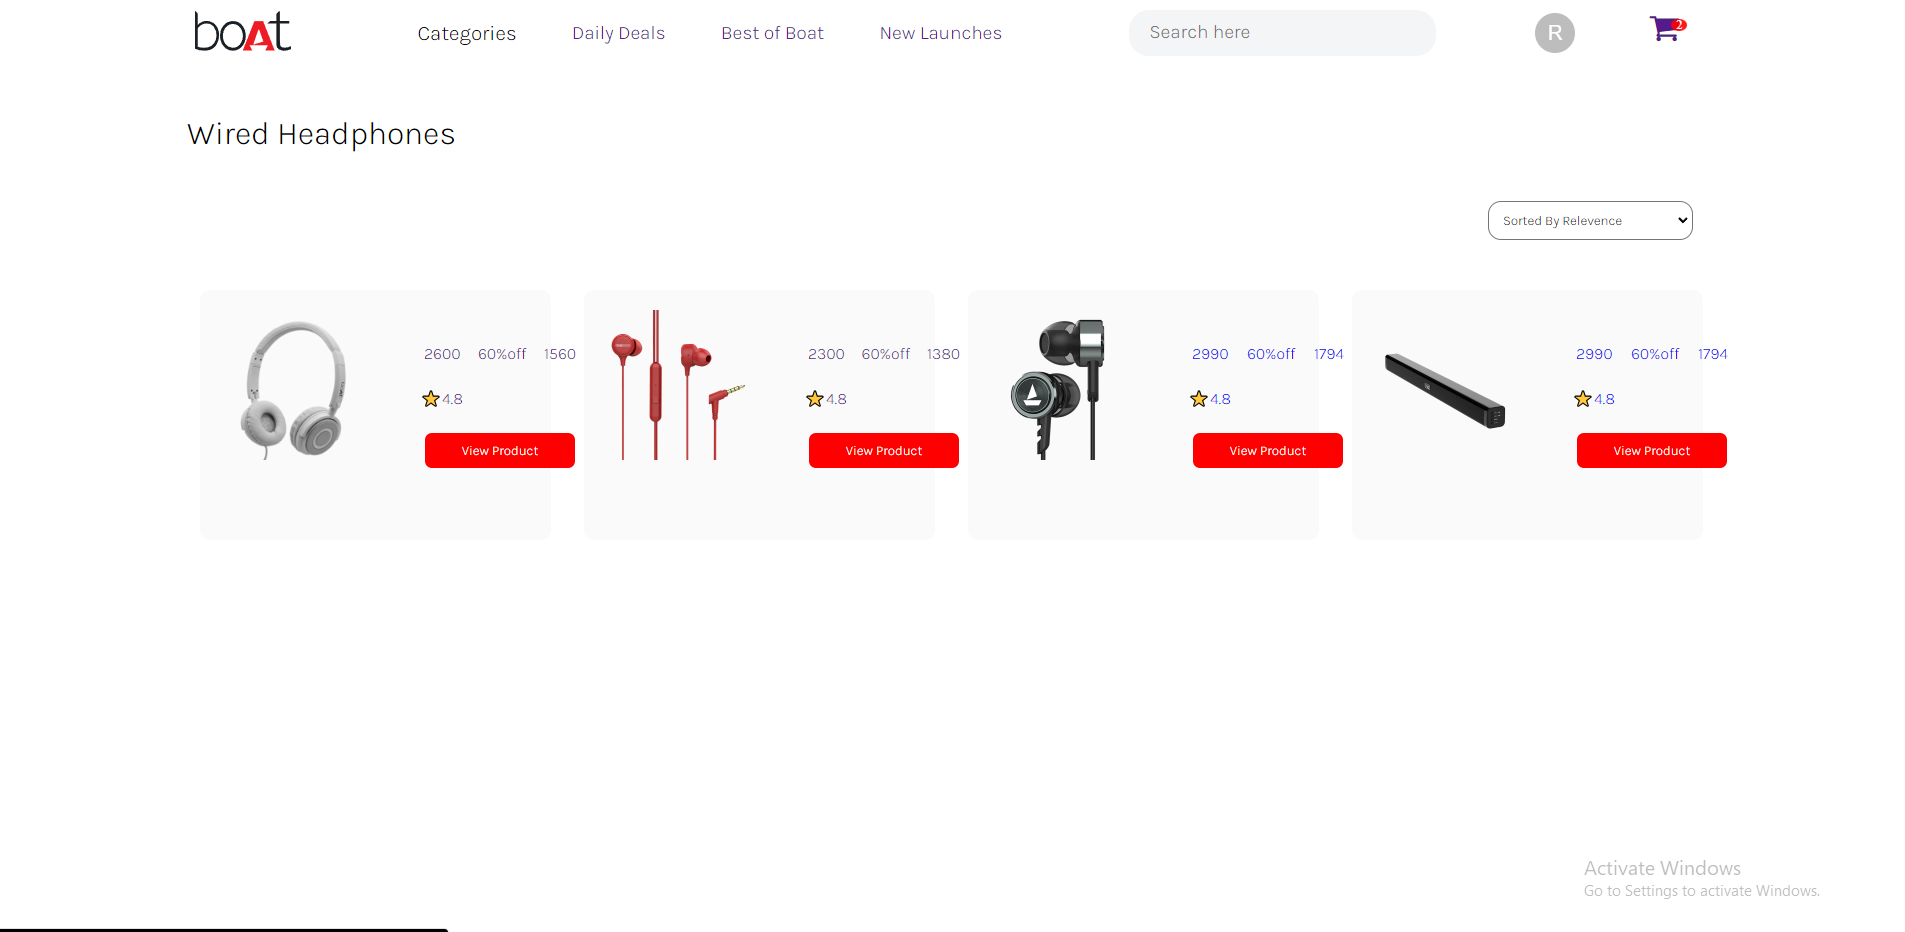 boAt Categories Daily Deals Best of Boat New Launches Search here R 2
Wired Headphones
Sorted By Relevence
2600 60%off 1560 2300 60%off 1380 2990 60%off 1794 2990 60%off 1794
4.8 4.8 4.8 4.8
View Product View Product View Product View Product
Activate Windows
Go to Settings to activate Windows.